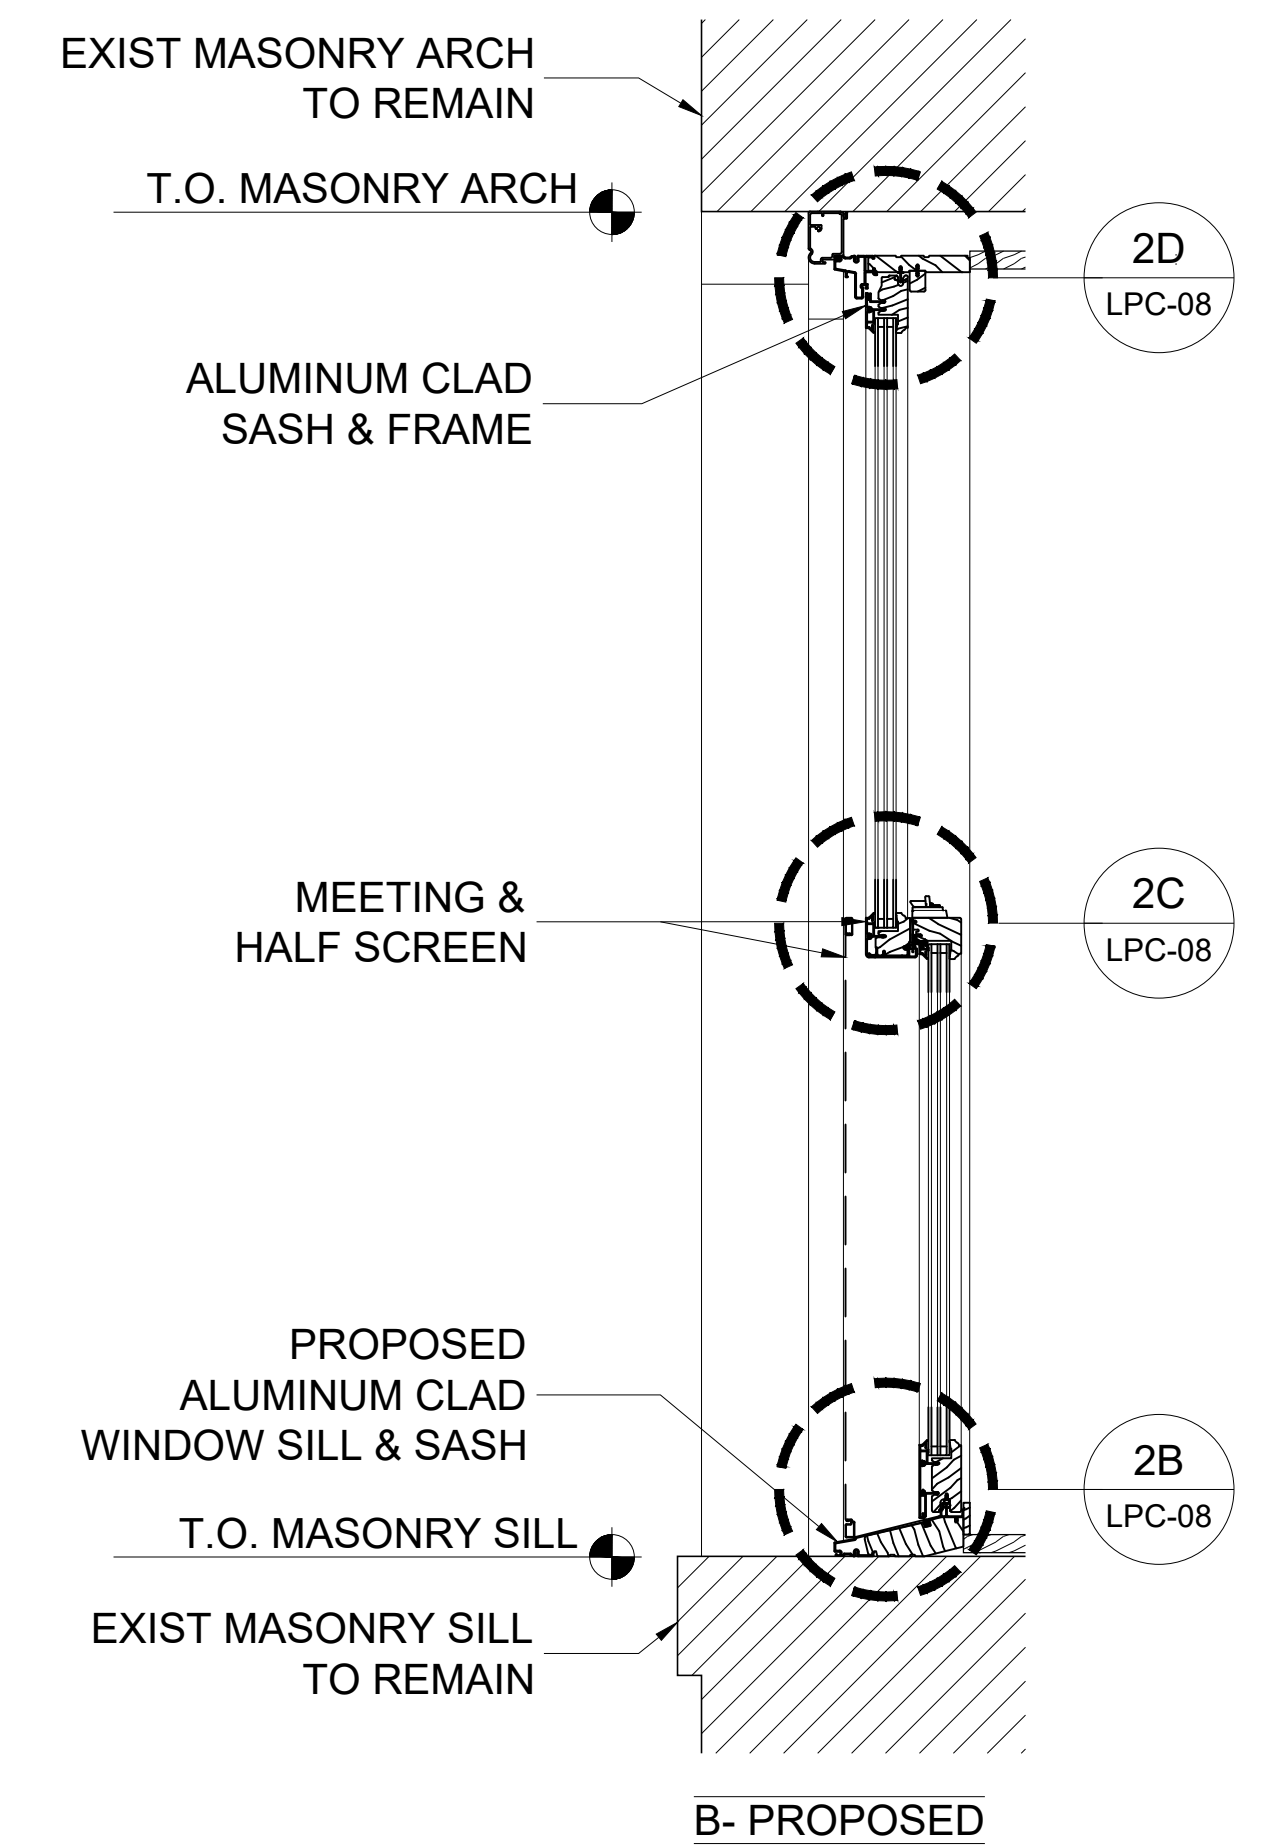 EXIST MASONRY ARCH
TO REMAIN
T.O. MASONRY ARCH
2D
LPC-08
ALUMINUM CLAD
SASH & FRAME
MEETING &
HALF SCREEN
2C
LPC-08
PROPOSED
ALUMINUM CLAD
WINDOW SILL & SASH
2B
LPC-08
T.O. MASONRY SILL
EXIST MASONRY SILL
TO REMAIN
B- PROPOSED